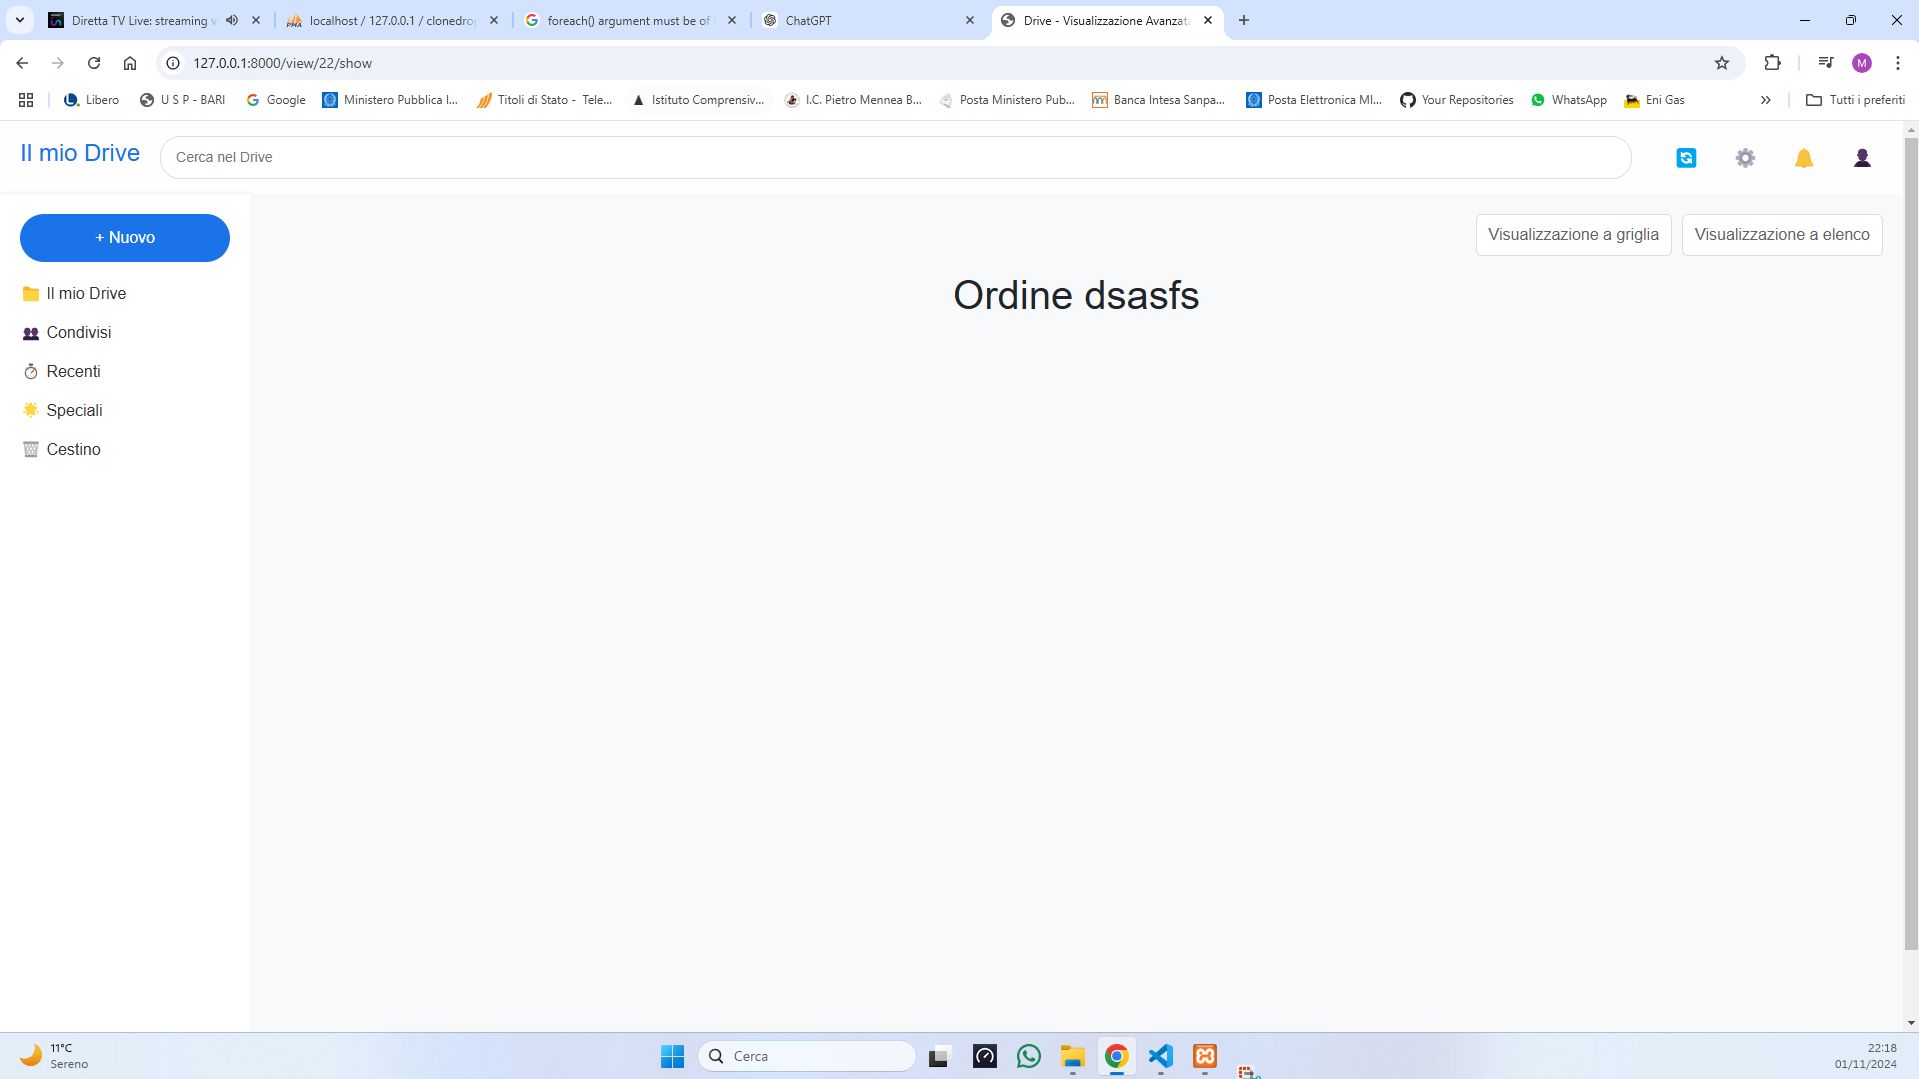 Diretta TV Live: streaming v
localhost / 127.0.0.1 / clonedrop
foreach() argument must be of
ChatGPT
Drive - Visualizzazione Avanzata
127.0.0.1:8000/view/22/show
M
Libero
U S P - BARI
Google
Ministero Pubblica I...
Titoli di Stato - Tele...
Istituto Comprensiv...
I.C. Pietro Mennea B...
Posta Ministero Pub...
Banca Intesa Sanpa...
Posta Elettronica MI...
Your Repositories
WhatsApp
Eni Gas
Tutti i preferiti
Il mio Drive
Cerca nel Drive
+ Nuovo
Visualizzazione a griglia
Visualizzazione a elenco
Il mio Drive
Condivisi
Recenti
Speciali
Cestino
Ordine dsasfs
11°C
Sereno
Cerca
22:18
01/11/2024